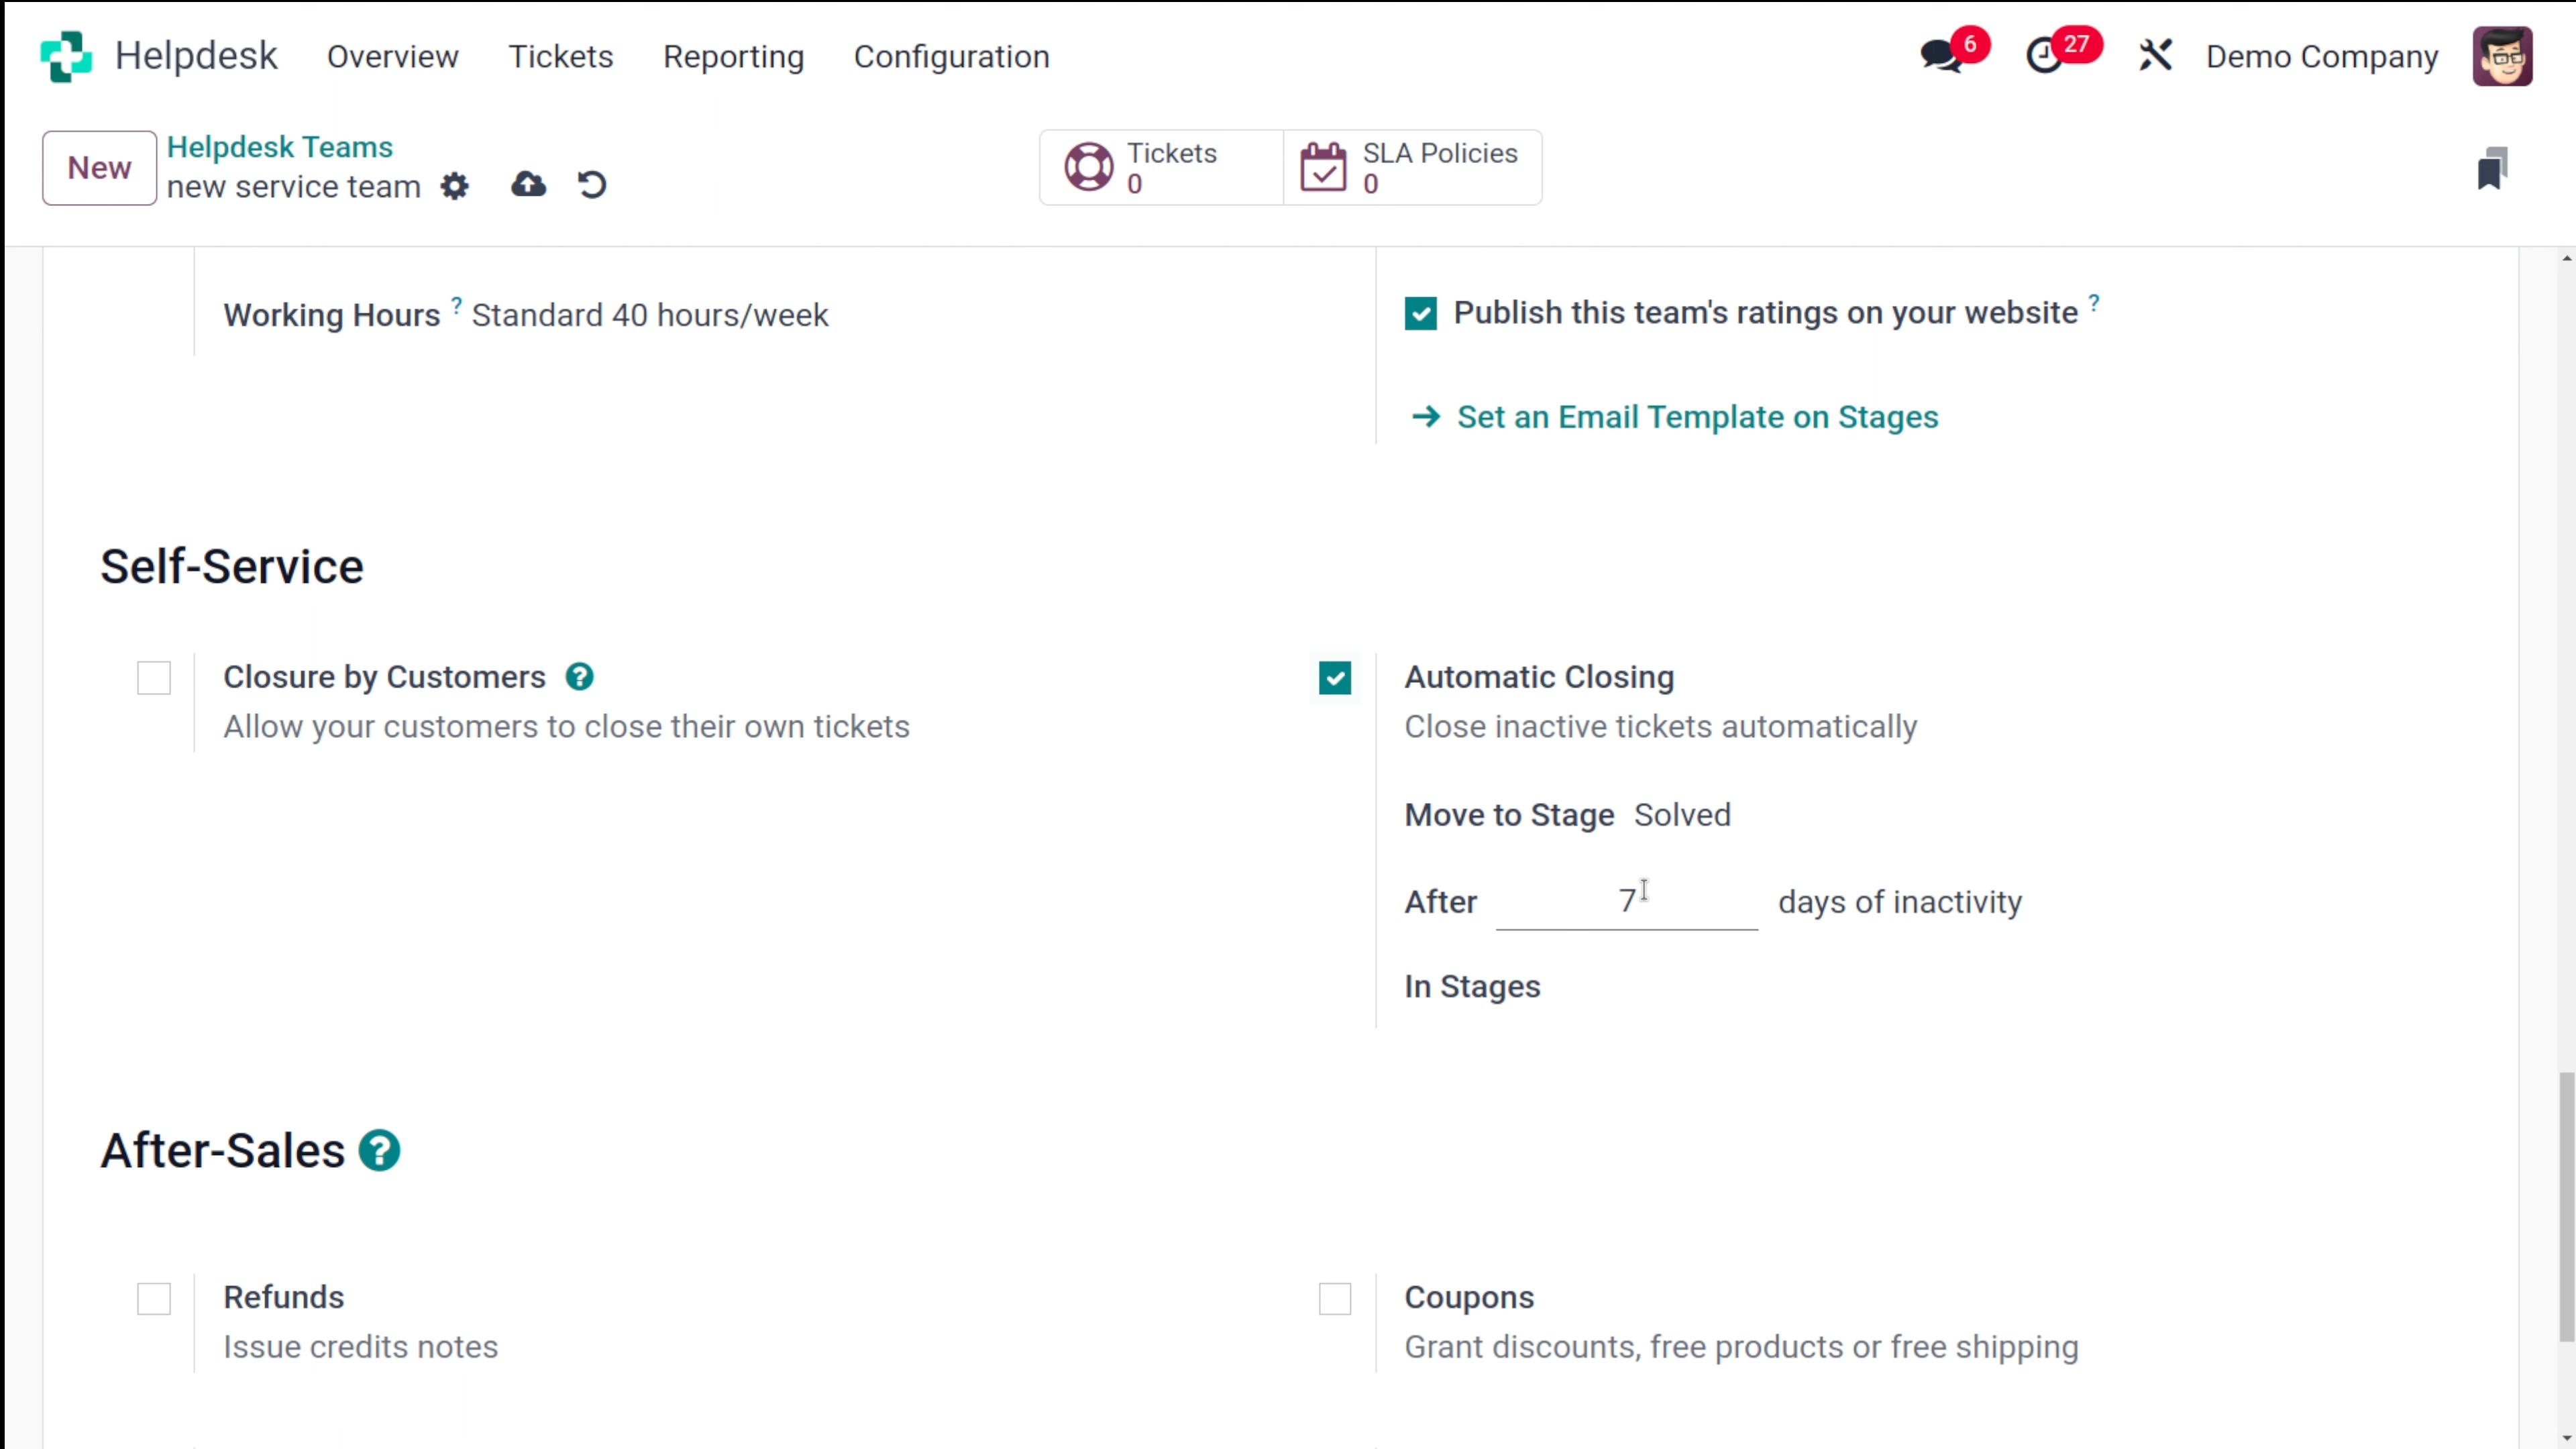 Helpdesk Overview Tickets Reporting Configuration 6 27 Demo Company
New
Helpdesk Teams
new service team
Tickets
0
SLA Policies
0
Working Hours ? Standard 40 hours/week
Publish this team's ratings on your website ?
Set an Email Template on Stages
Self-Service
Closure by Customers ?
Allow your customers to close their own tickets
Automatic Closing
Close inactive tickets automatically
Move to Stage Solved
After 7 days of inactivity
In Stages
After-Sales ?
Refunds
Issue credits notes
Coupons
Grant discounts, free products or free shipping